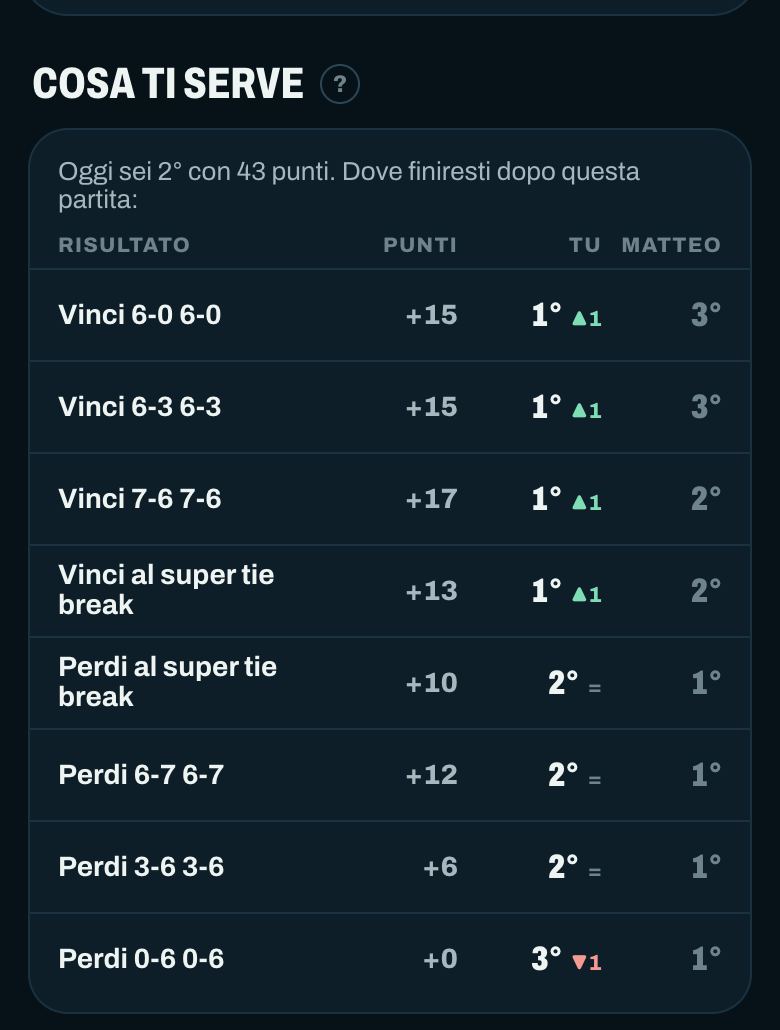 COSA TI SERVE ?
Oggi sei 2° con 43 punti. Dove finiresti dopo questa
partita:
RISULTATO PUNTI TU MATTEO
Vinci 6-0 6-0 +15 1° ▲1 3°
Vinci 6-3 6-3 +15 1° ▲1 3°
Vinci 7-6 7-6 +17 1° ▲1 2°
Vinci al super tie
break +13 1° ▲1 2°
Perdi al super tie
break +10 2° = 1°
Perdi 6-7 6-7 +12 2° = 1°
Perdi 3-6 3-6 +6 2° = 1°
Perdi 0-6 0-6 +0 3° ▼1 1°